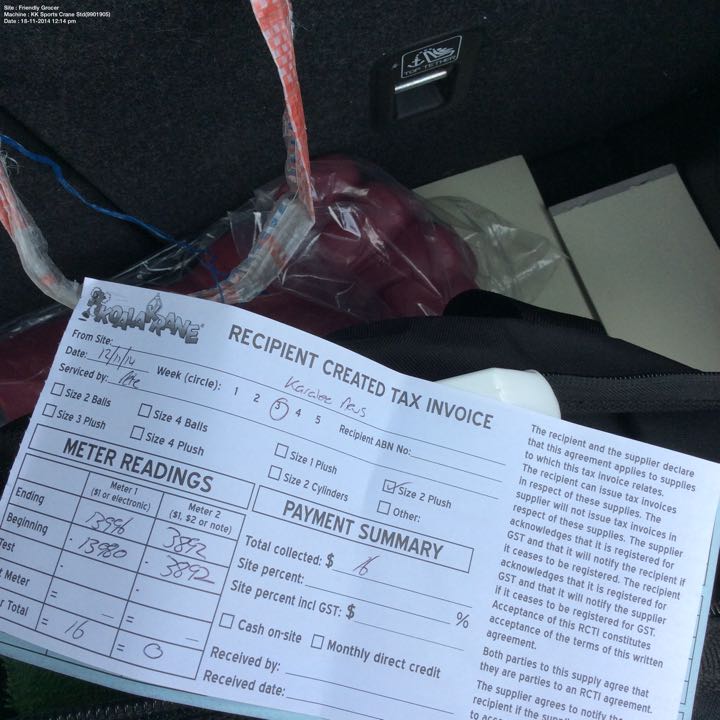 Site : Friendly Grocer
Machine : KK Sports Crane Std(9901905)
Date : 18-11-2014 12:14 pm
TOP TETHER
KOALA KRANE®
RECIPIENT CREATED TAX INVOICE
From Site: Karalee News
Date: 12/11/14 Week (circle): 1 2 3 4 5 Recipient ABN No:
Serviced by: Pete
Size 2 Balls
Size 3 Plush
Size 4 Balls
Size 4 Plush
Size 1 Plush
Size 2 Cylinders
Size 2 Plush
Other:
METER READINGS
Meter 1
($1 or electronic)
Meter 2
($1, $2 or note)
Ending 13996 3892
Beginning - 13980 - 3892
Test - -
t Meter = =
r Total = 16 = 0
PAYMENT SUMMARY
Total collected: $ 16
Site percent: %
Site percent incl GST: $
Cash on-site Monthly direct credit
Received by:
Received date:
The recipient and the supplier declare
that this agreement applies to supplies
to which this tax invoice relates.
The recipient can issue tax invoices
in respect of these supplies. The
supplier will not issue tax invoices in
respect of these supplies. The supplier
acknowledges that it is registered for
GST and that it will notify the recipient if
it ceases to be registered. The recipient
acknowledges that it is registered for
GST and that it will notify the supplier
if it ceases to be registered for GST.
Acceptance of this RCTI constitutes
acceptance of the terms of this written
agreement.
Both parties to this supply agree that
they are parties to an RCTI agreement.
The supplier agrees to notify the
recipient if the